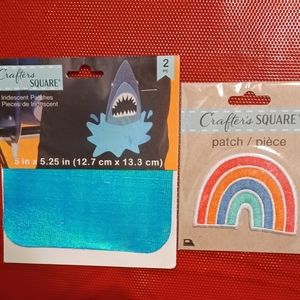 Crafter's
SQUARE
Iridescent Patches
Pièces de Iridescent
2
5 in x 5.25 in (12.7 cm x 13.3 cm)
Crafter's
SQUARE
patch / pièce